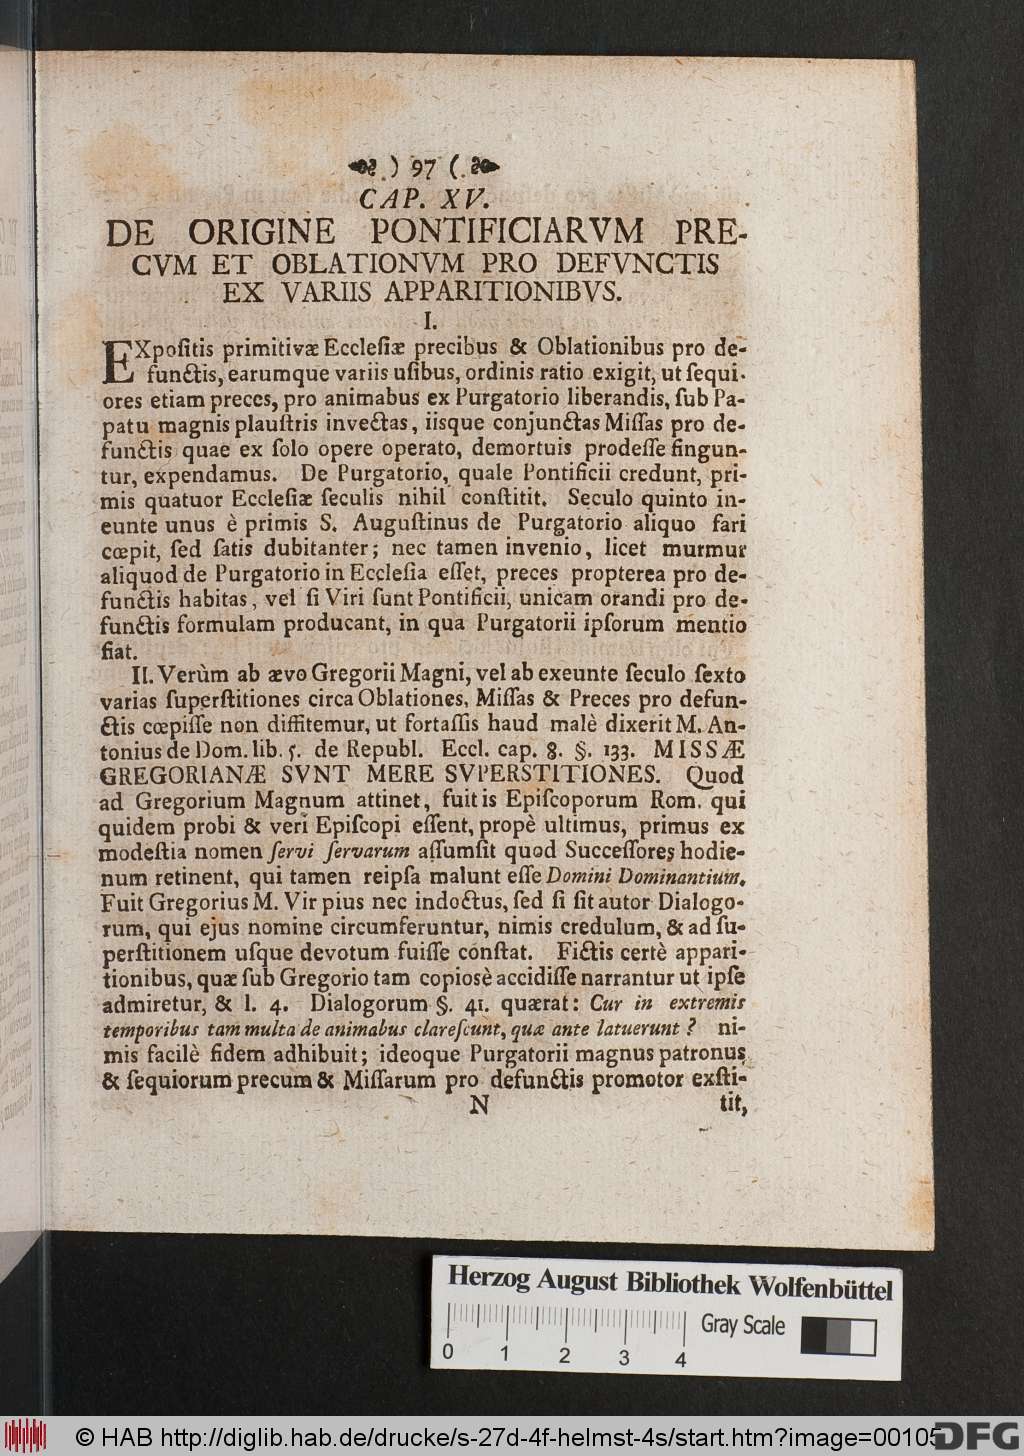 ) 97 (
CAP. XV.
DE ORIGINE PONTIFICIARVM PRE-
CVM ET OBLATIONVM PRO DEFVNCTIS
EX VARIIS APPARITIONIBVS.
I.
EXpoſitis primitivæ Eccleſiæ precibus & Oblationibus pro de-
functis, earumque variis uſibus, ordinis ratio exigit, ut ſequi-
ores etiam preces, pro animabus ex Purgatorio liberandis, ſub Pa-
patu magnis plauſtris invectas, iisque conjunctas Miſſas pro de-
functis quae ex ſolo opere operato, demortuis prodeſſe fingun-
tur, expendamus. De Purgatorio, quale Pontificii credunt, pri-
mis quatuor Eccleſiæ ſeculis nihil conſtitit. Seculo quinto in-
eunte unus è primis S. Auguſtinus de Purgatorio aliquo fari
cœpit, ſed ſatis dubitanter; nec tamen invenio, licet murmur
aliquod de Purgatorio in Eccleſia eſſet, preces propterea pro de-
functis habitas, vel ſi Viri ſunt Pontificii, unicam orandi pro de-
functis formulam producant, in qua Purgatorii ipſorum mentio
fiat.
II. Verùm ab ævo Gregorii Magni, vel ab exeunte ſeculo ſexto
varias ſuperſtitiones circa Oblationes, Miſſas & Preces pro defun-
ctis cœpiſſe non diffitemur, ut fortaſſis haud malè dixerit M. An-
tonius de Dom. lib. 5. de Republ. Eccl. cap. 8. §. 133. MISSÆ
GREGORIANÆ SVNT MERE SVPERSTITIONES. Quod
ad Gregorium Magnum attinet, fuit is Epiſcoporum Rom. qui
quidem probi & veri Epiſcopi eſſent, propè ultimus, primus ex
modeſtia nomen ſervi ſervarum aſſumſit quod Succeſſores hodie-
num retinent, qui tamen reipſa malunt eſſe Domini Dominantium.
Fuit Gregorius M. Vir pius nec indoctus, ſed ſi ſit autor Dialogo-
rum, qui ejus nomine circumferuntur, nimis credulum, & ad ſu-
perſtitionem uſque devotum fuiſſe conſtat. Fictis certè appari-
tionibus, quæ ſub Gregorio tam copiosè accidiſſe narrantur ut ipſe
admiretur, & l. 4. Dialogorum §. 41. quærat: Cur in extremis
temporibus tam multa de animabus clareſcunt, quæ ante latuerunt? ni-
mis facilè fidem adhibuit; ideoque Purgatorii magnus patronus
& ſequiorum precum & Miſſarum pro defunctis promotor exſti-
N tit,
Herzog August Bibliothek Wolfenbüttel
Gray Scale
0 1 2 3 4
© HAB http://diglib.hab.de/drucke/s-27d-4f-helmst-4s/start.htm?image=00105
DFG